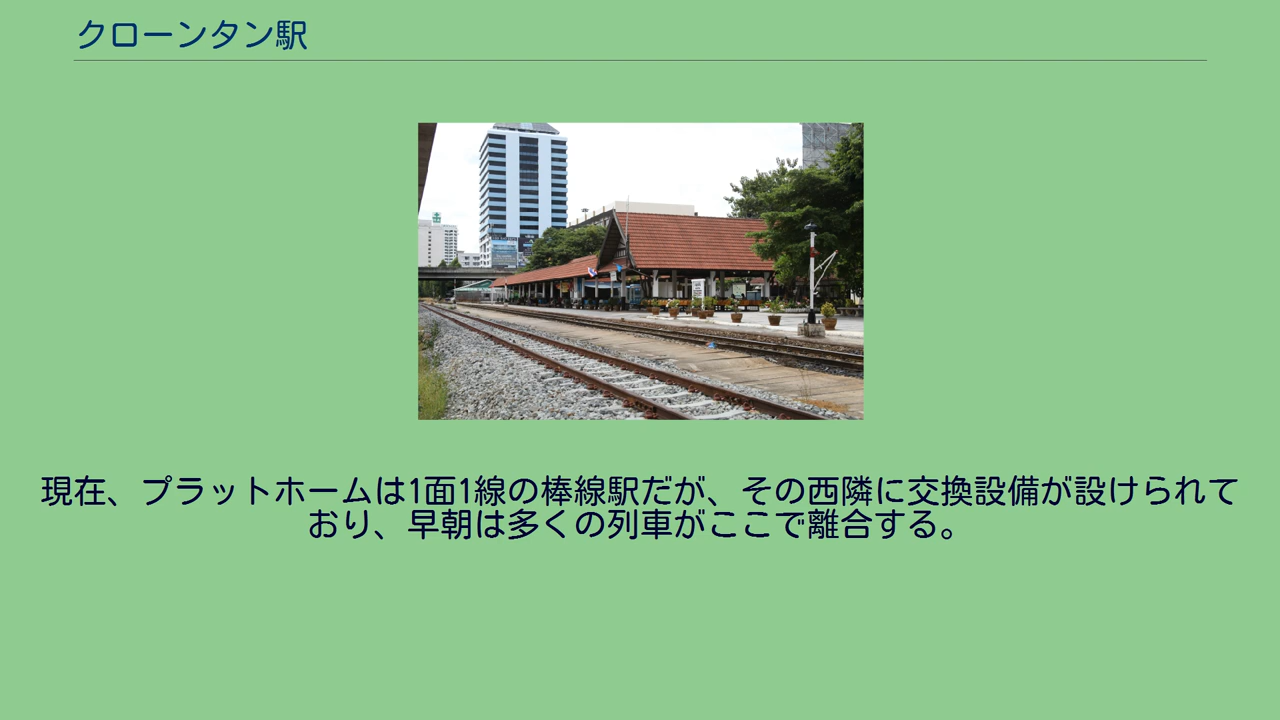 クローンタン駅
現在、プラットホームは1面1線の棒線駅だが、その西隣に交換設備が設けられて
おり、早朝は多くの列車がここで離合する。